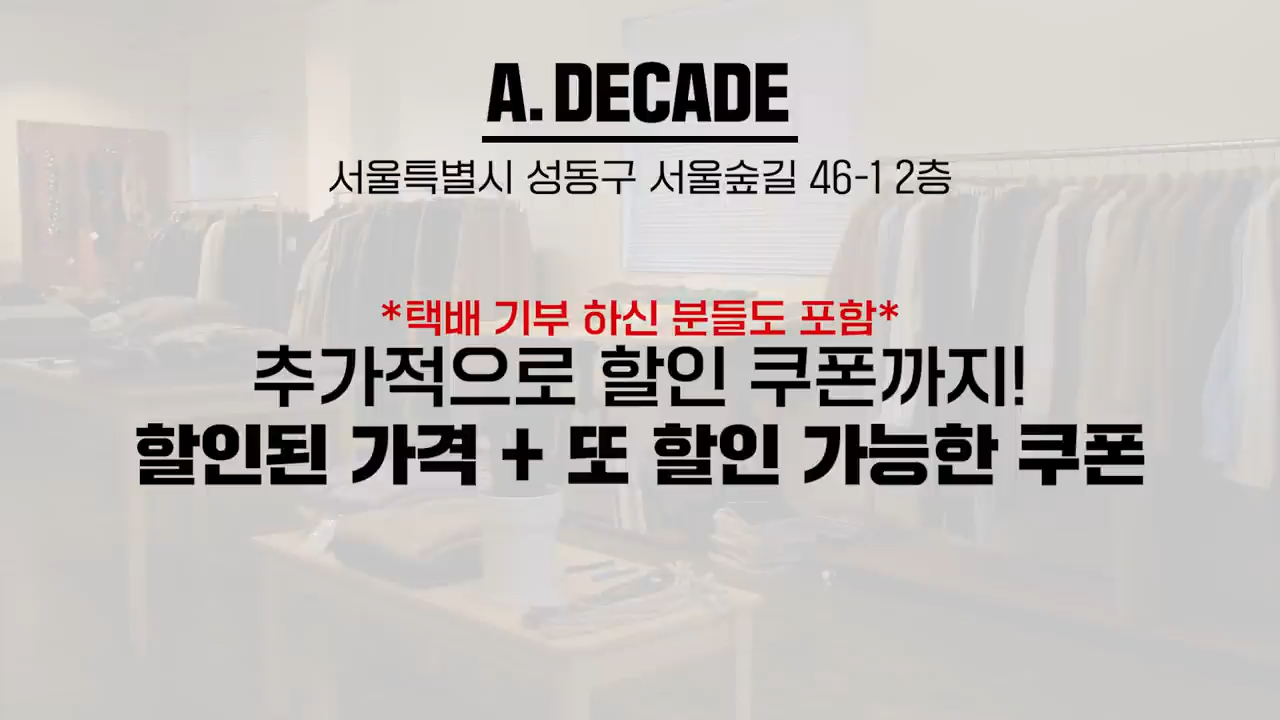 A. DECADE
서울특별시 성동구 서울숲길 46-1 2층
*택배 기부 하신 분들도 포함*
추가적으로 할인 쿠폰까지!
할인된 가격 + 또 할인 가능한 쿠폰